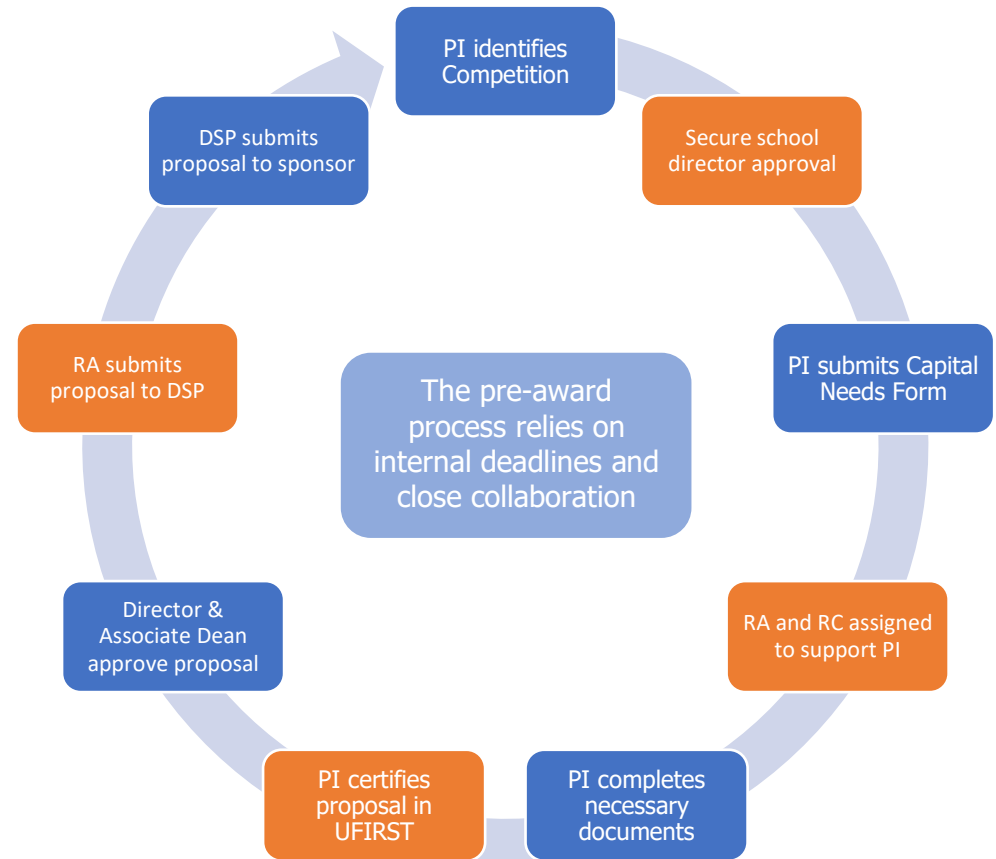 PI identifies
Competition
Secure school
director approval
PI submits Capital
Needs Form
RA and RC assigned
to support PI
PI completes
necessary
documents
PI certifies
proposal in
UFIRST
Director &
Associate Dean
approve proposal
RA submits
proposal to DSP
DSP submits
proposal to sponsor
The pre-award
process relies on
internal deadlines and
close collaboration